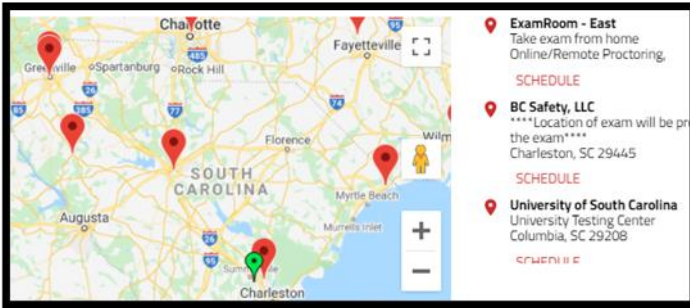 Charlotte
Fayetteville
95
485
Greenville
Spartanburg
Rock Hill
26
74
85
385
77
Florence
Wilm
SOUTH
CAROLINA
Myrtle Beach
Augusta
Murrells Inlet
26
95
Charleston
ExamRoom - East
Take exam from home
Online/Remote Proctoring,
SCHEDULE
BC Safety, LLC
****Location of exam will be pro
the exam****
Charleston, SC 29445
SCHEDULE
University of South Carolina
University Testing Center
Columbia, SC 29208
SCHEDULE